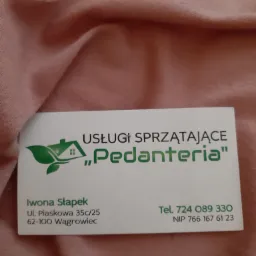 USŁUGI SPRZĄTAJĄCE
„Pedanteria"
Iwona Słapek
Ul. Płaskowa 35c/25
62-100 Wągrowiec
Tel. 724 089 330
NIP 766 167 61 23